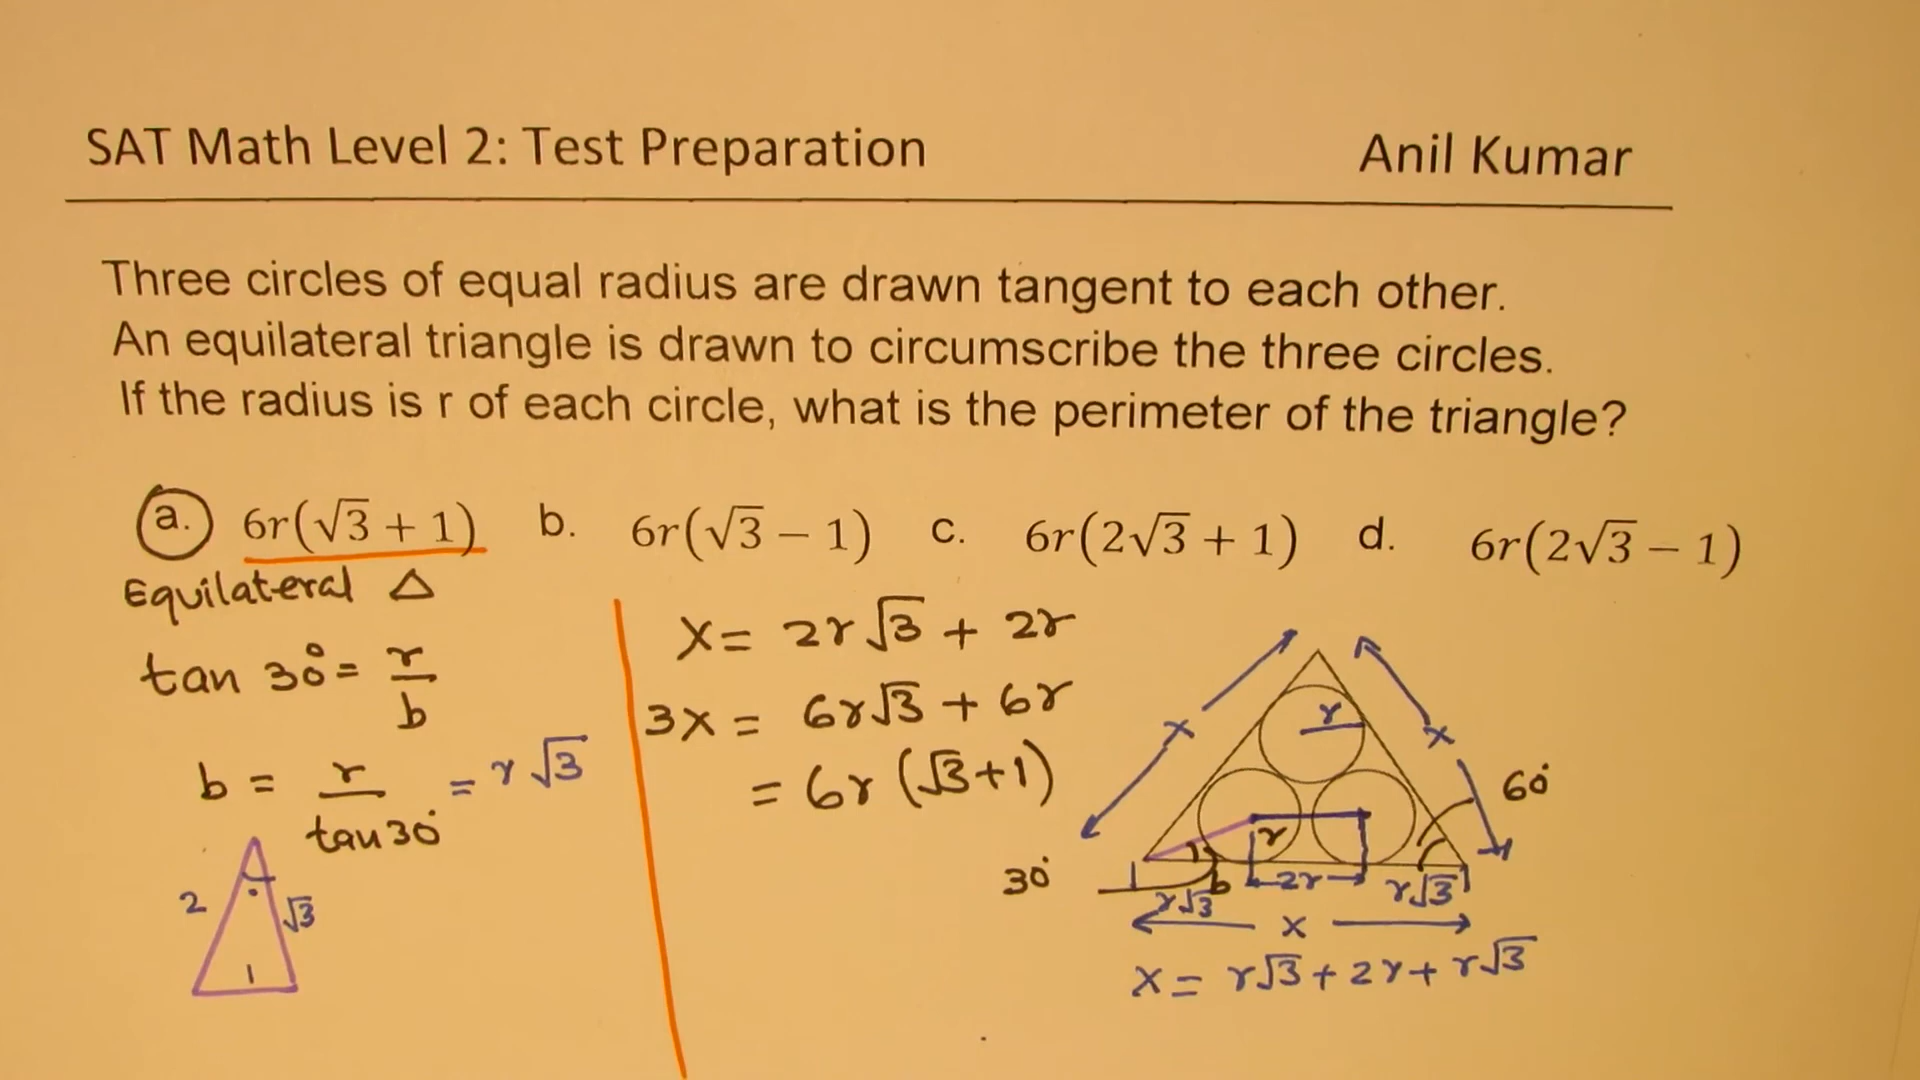 SAT Math Level 2: Test Preparation Anil Kumar
Three circles of equal radius are drawn tangent to each other.
An equilateral triangle is drawn to circumscribe the three circles.
If the radius is r of each circle, what is the perimeter of the triangle?
a. 6r(√3 + 1) b. 6r(√3 − 1) c. 6r(2√3 + 1) d. 6r(2√3 − 1)
Equilateral △
tan 30° = r/b
b = r/tan30° = r√3
2 √3
1
x = 2r√3 + 2r
3x = 6r√3 + 6r
= 6r (√3+1)
r
x x
60°
r
30° b 2r r√3
r√3
x
x = r√3 + 2r + r√3